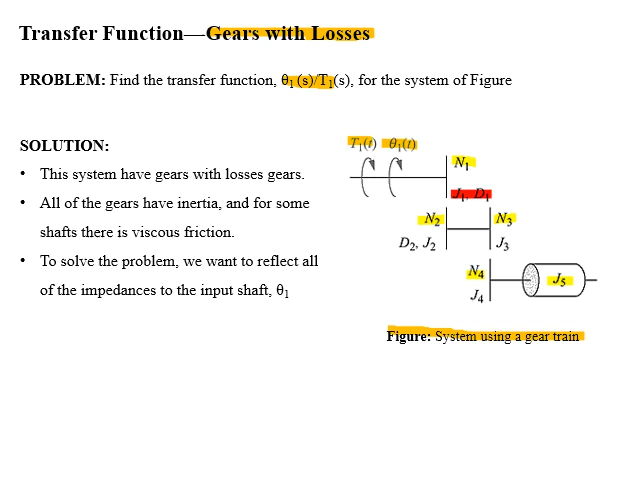 Transfer Function—Gears with Losses
PROBLEM: Find the transfer function, θ₁(s)/T₁(s), for the system of Figure
SOLUTION:
• This system have gears with losses gears.
• All of the gears have inertia, and for some
shafts there is viscous friction.
• To solve the problem, we want to reflect all
of the impedances to the input shaft, θ₁
T₁(t) θ₁(t)
N₁
J₁, D₁
N₂
N₃
D₂, J₂
J₃
N₄
J₅
J₄
Figure: System using a gear train